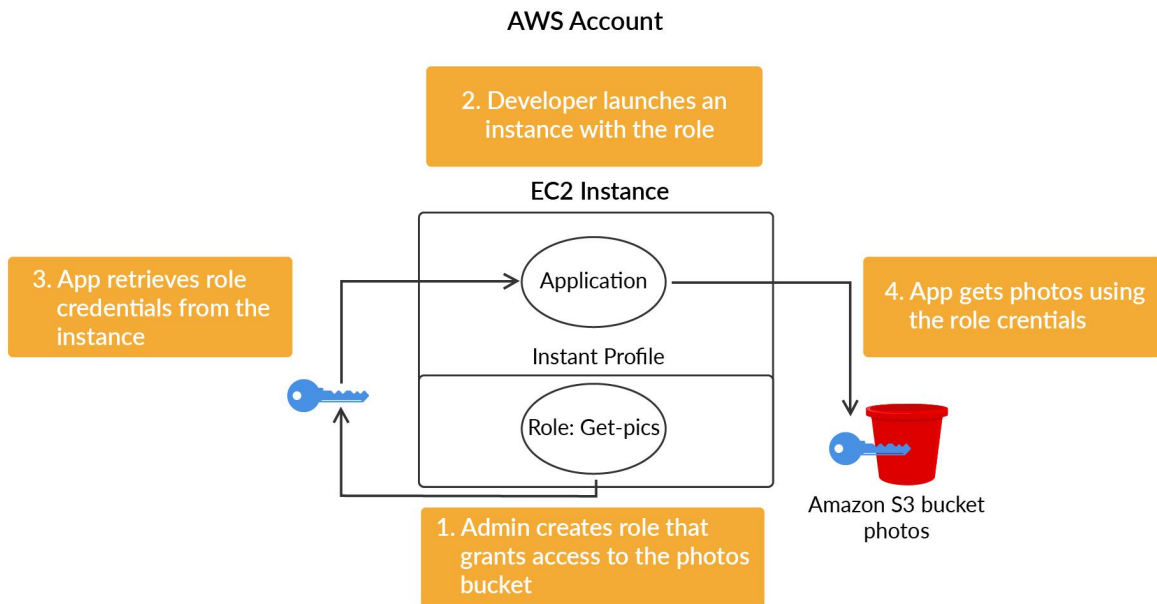 AWS Account
2. Developer launches an
instance with the role
EC2 Instance
3. App retrieves role
credentials from the
instance
Application
4. App gets photos using
the role crentials
Instant Profile
Role: Get-pics
Amazon S3 bucket
photos
1. Admin creates role that
grants access to the photos
bucket